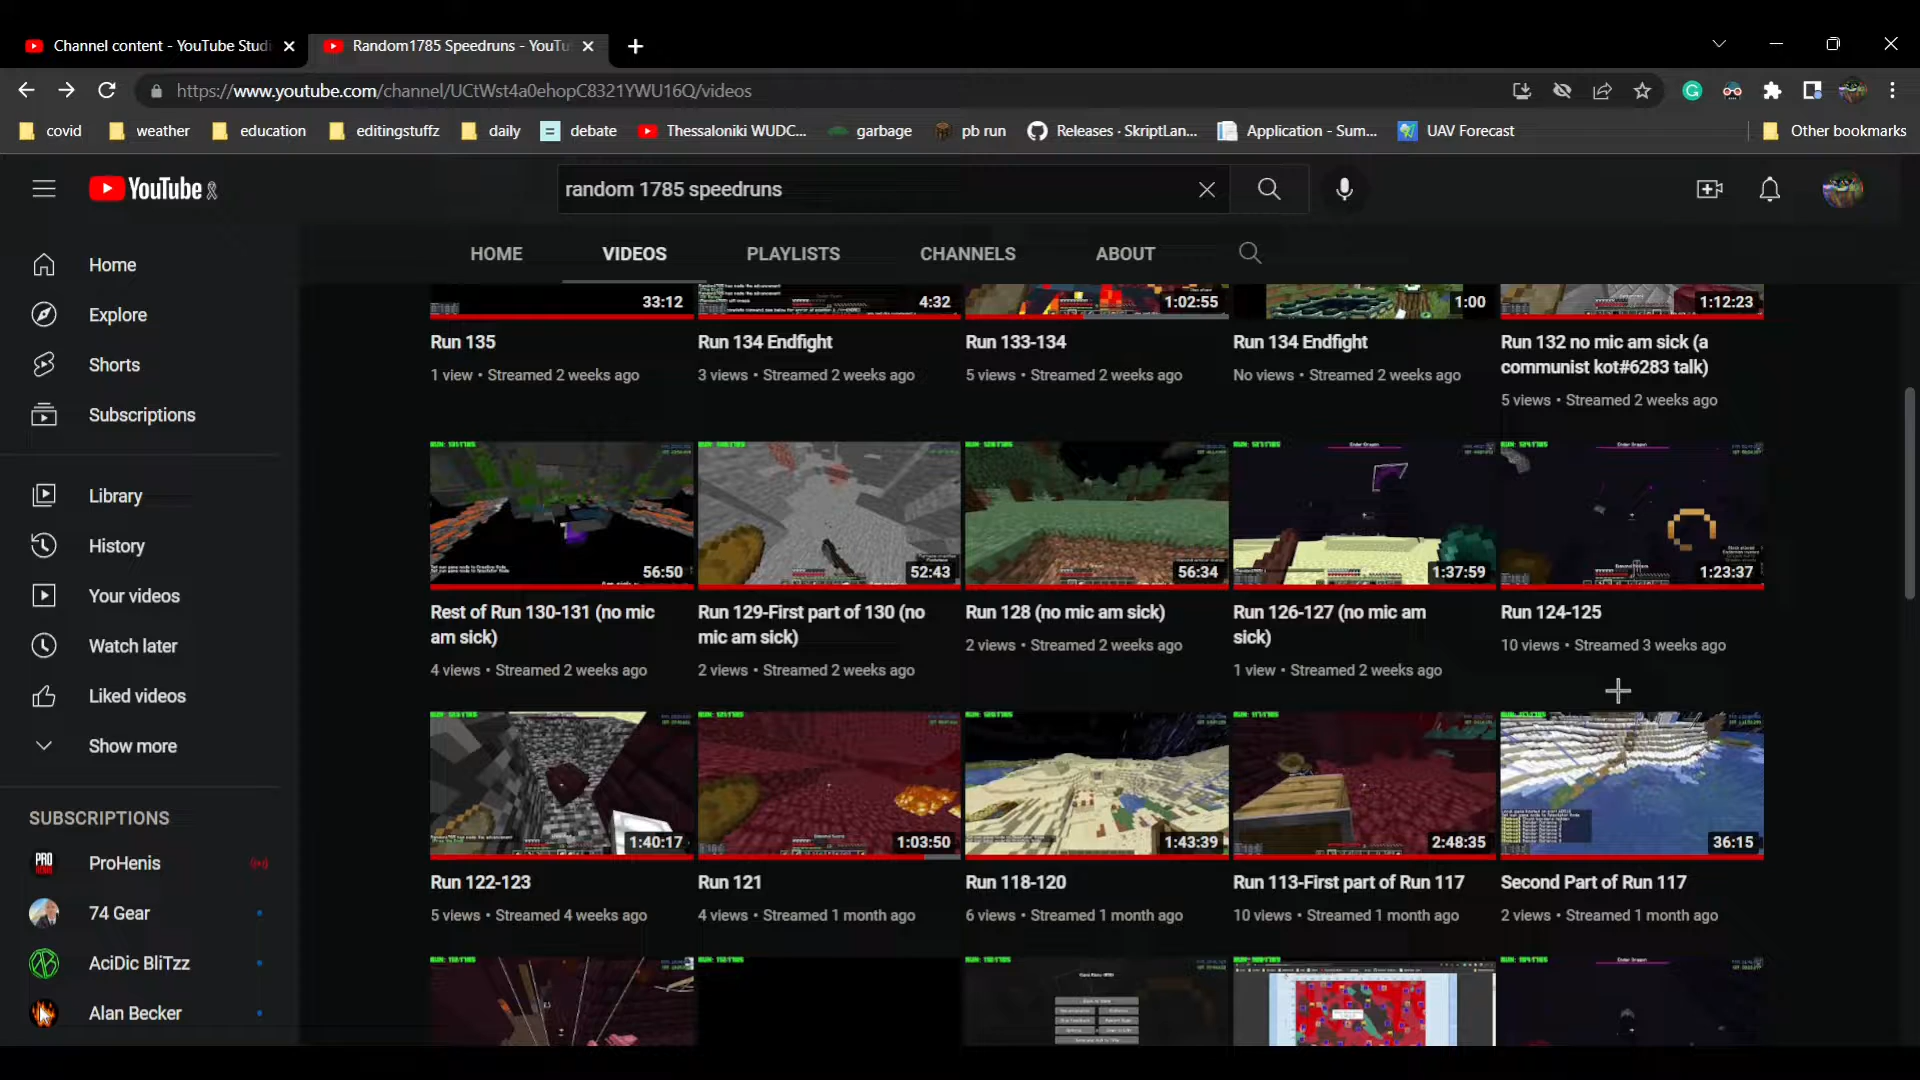 Channel content - YouTube Studi
Random1785 Speedruns - YouTu
https://www.youtube.com/channel/UCtWst4a0ehopC8321YWU16Q/videos
covid
weather
education
editingstuffz
daily
debate
Thessaloniki WUDC...
garbage
pb run
Releases · SkriptLan...
Application - Sum...
UAV Forecast
Other bookmarks
YouTube
random 1785 speedruns
HOME
VIDEOS
PLAYLISTS
CHANNELS
ABOUT
Home
Explore
Shorts
Subscriptions
Library
History
Your videos
Watch later
Liked videos
Show more
SUBSCRIPTIONS
PRO
ProHenis
74 Gear
AciDic BliTzz
Alan Becker
33:12
4:32
1:02:55
1:00
1:12:23
Run 135
1 view • Streamed 2 weeks ago
Run 134 Endfight
3 views • Streamed 2 weeks ago
Run 133-134
5 views • Streamed 2 weeks ago
Run 134 Endfight
No views • Streamed 2 weeks ago
Run 132 no mic am sick (a
communist kot#6283 talk)
5 views • Streamed 2 weeks ago
56:50
52:43
56:34
1:37:59
1:23:37
Rest of Run 130-131 (no mic
am sick)
4 views • Streamed 2 weeks ago
Run 129-First part of 130 (no
mic am sick)
2 views • Streamed 2 weeks ago
Run 128 (no mic am sick)
2 views • Streamed 2 weeks ago
Run 126-127 (no mic am
sick)
1 view • Streamed 2 weeks ago
Run 124-125
10 views • Streamed 3 weeks ago
1:40:17
1:03:50
1:43:39
2:48:35
36:15
Run 122-123
5 views • Streamed 4 weeks ago
Run 121
4 views • Streamed 1 month ago
Run 118-120
6 views • Streamed 1 month ago
Run 113-First part of Run 117
10 views • Streamed 1 month ago
Second Part of Run 117
2 views • Streamed 1 month ago